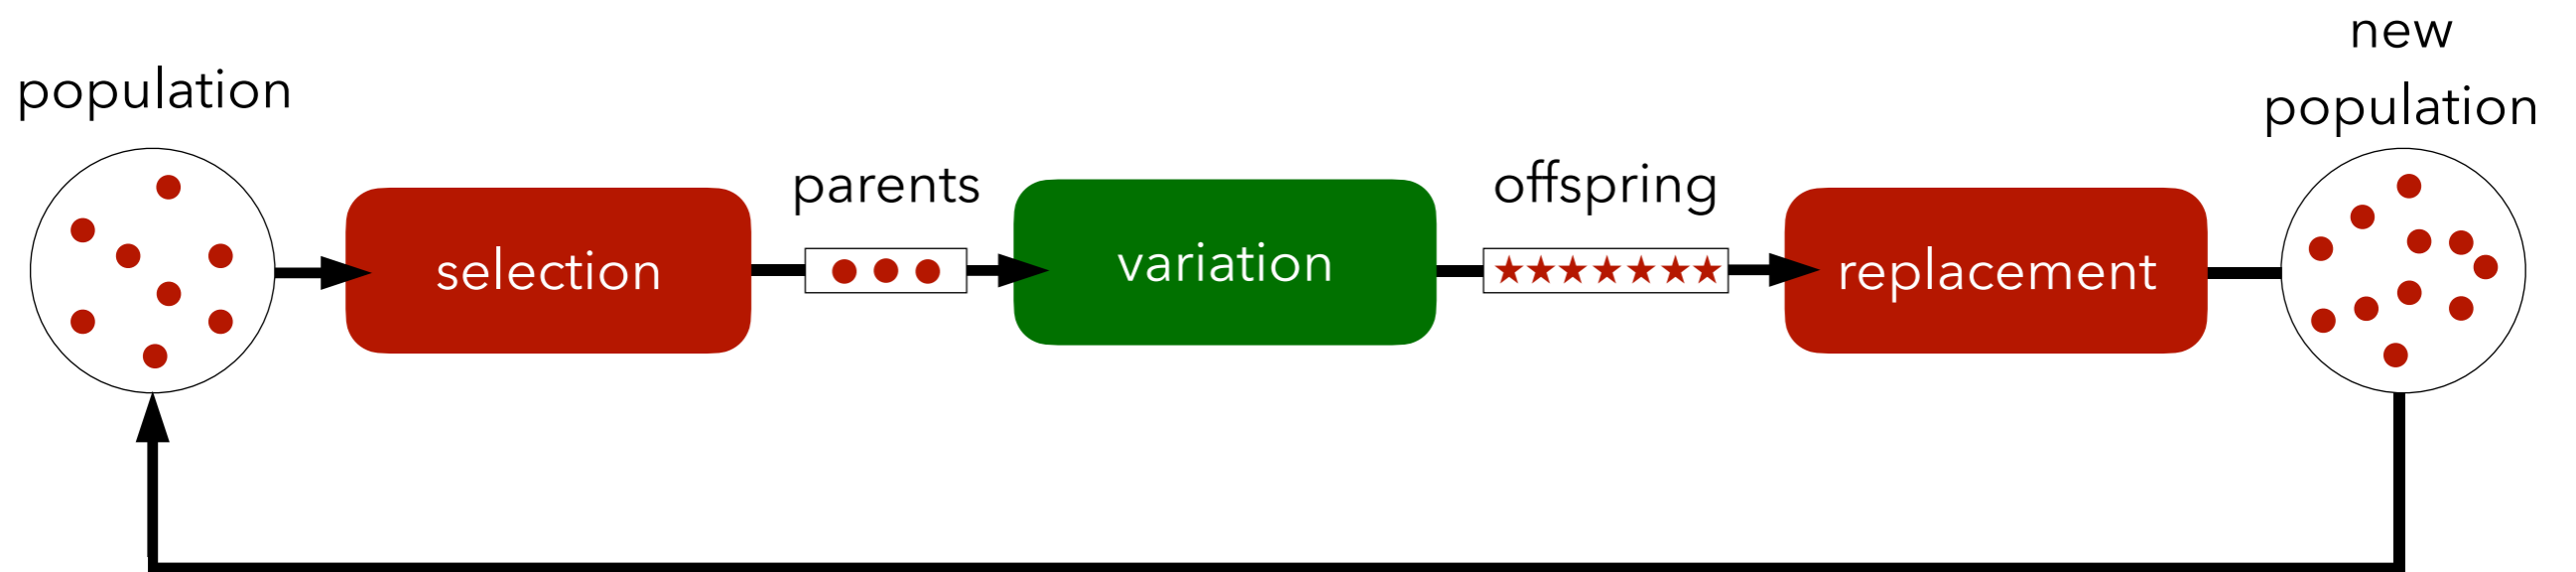 population
selection
parents
variation
offspring
replacement
new
population